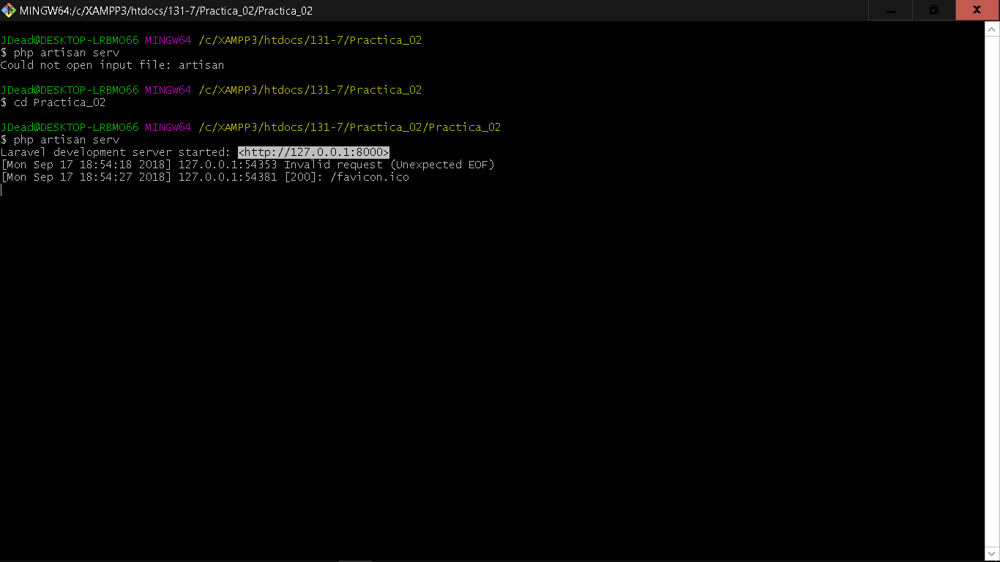 MINGW64:/c/XAMPP3/htdocs/131-7/Practica_02/Practica_02
JDead@DESKTOP-LRBMO66 MINGW64 /c/XAMPP3/htdocs/131-7/Practica_02
$ php artisan serv
Could not open input file: artisan
JDead@DESKTOP-LRBMO66 MINGW64 /c/XAMPP3/htdocs/131-7/Practica_02
$ cd Practica_02
JDead@DESKTOP-LRBMO66 MINGW64 /c/XAMPP3/htdocs/131-7/Practica_02/Practica_02
$ php artisan serv
Laravel development server started: <http://127.0.0.1:8000>
[Mon Sep 17 18:54:18 2018] 127.0.0.1:54353 Invalid request (Unexpected EOF)
[Mon Sep 17 18:54:27 2018] 127.0.0.1:54381 [200]: /favicon.ico